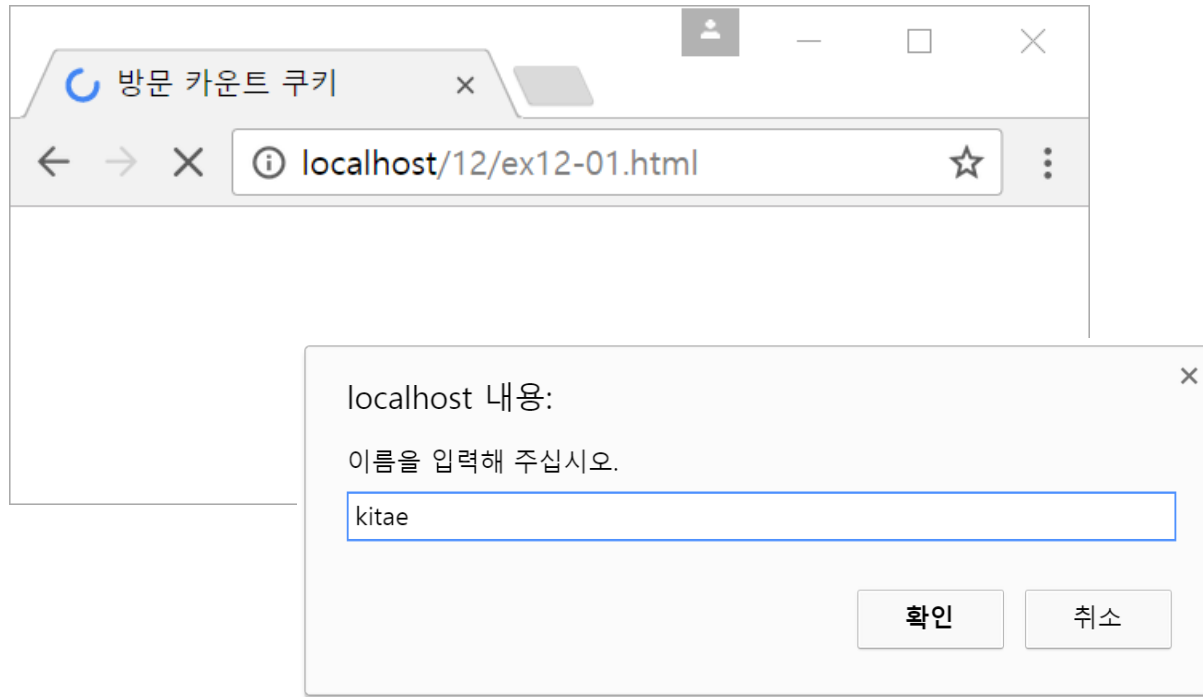 방문 카운트 쿠키
localhost/12/ex12-01.html
localhost 내용:
이름을 입력해 주십시오.
kitae
확인 취소